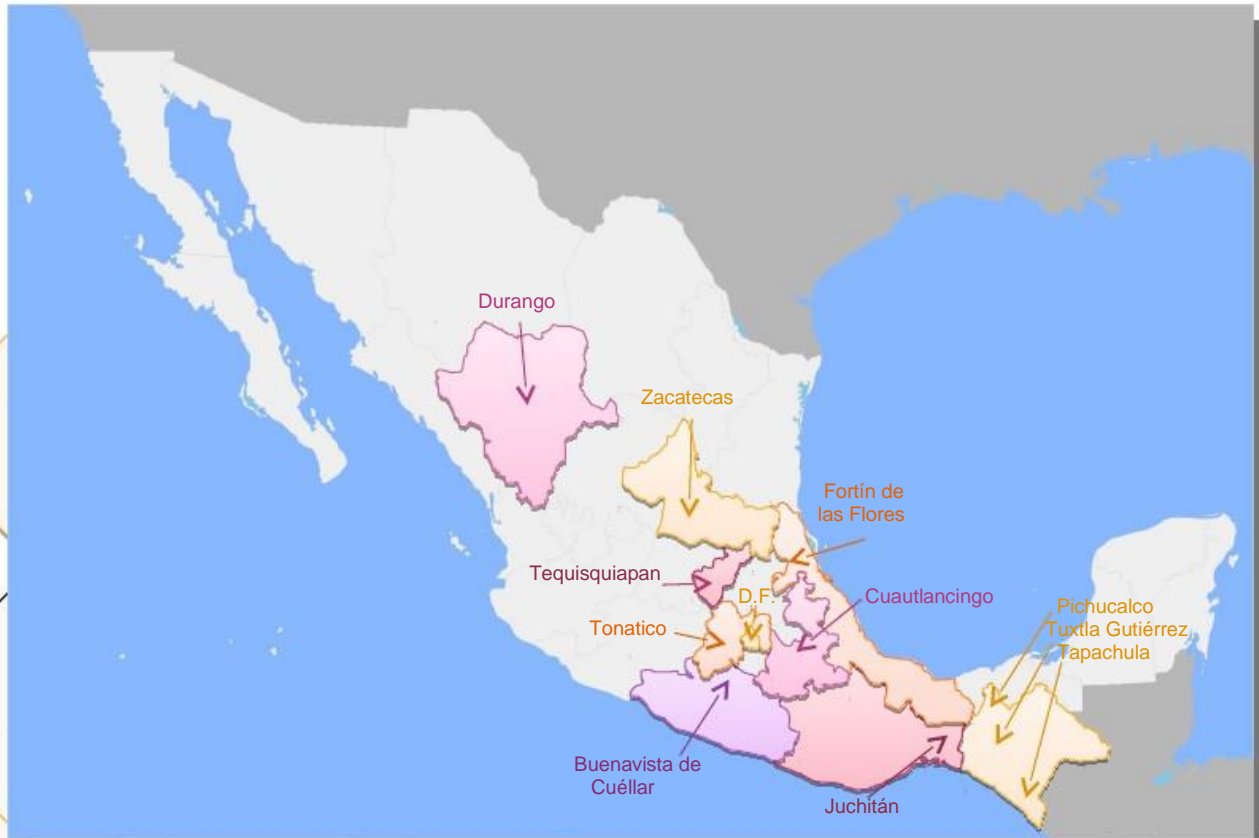 Durango
Zacatecas
Fortín de
las Flores
Tequisquiapan
D.F.
Cuautlancingo
Pichucalco
Tuxtla Gutiérrez
Tapachula
Tonatico
Buenavista de
Cuéllar
Juchitán